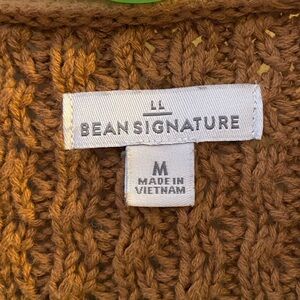 LL
BEAN SIGNATURE
M
MADE IN
VIETNAM